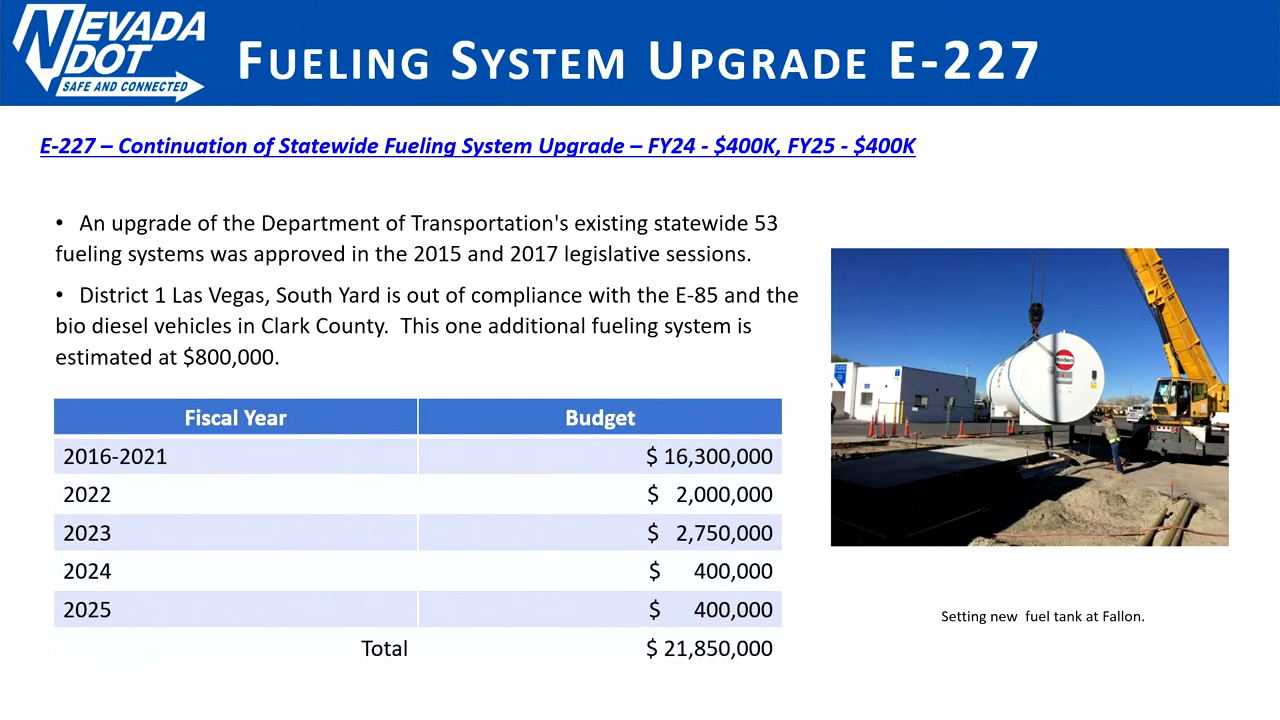 NEVADA
DOT
SAFE AND CONNECTED
FUELING SYSTEM UPGRADE E-227
E-227 – Continuation of Statewide Fueling System Upgrade – FY24 - $400K, FY25 - $400K
• An upgrade of the Department of Transportation's existing statewide 53
fueling systems was approved in the 2015 and 2017 legislative sessions.
• District 1 Las Vegas, South Yard is out of compliance with the E-85 and the
bio diesel vehicles in Clark County.  This one additional fueling system is
estimated at $800,000.
Fiscal Year Budget
2016-2021 $ 16,300,000
2022 $ 2,000,000
2023 $ 2,750,000
2024 $ 400,000
2025 $ 400,000
Total $ 21,850,000
Setting new  fuel tank at Fallon.